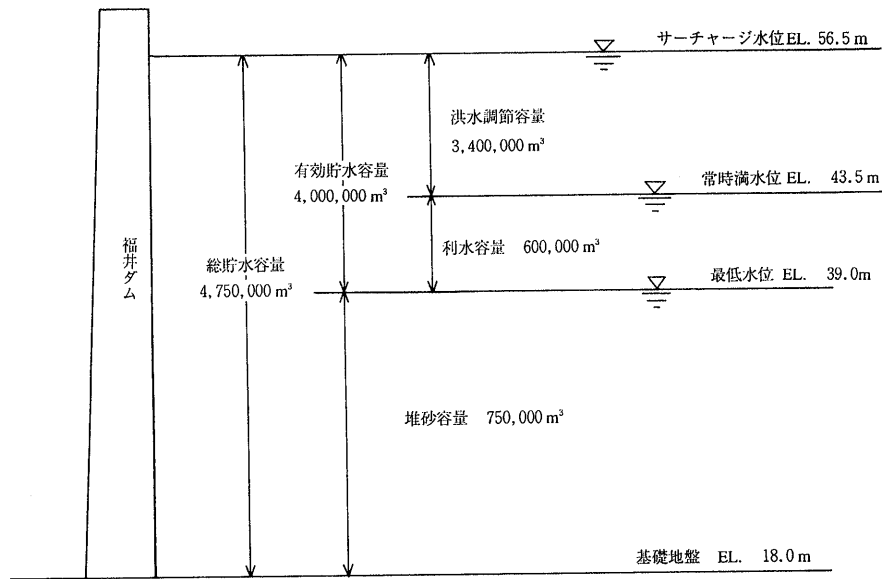 サーチャージ水位 EL. 56.5 m
洪水調節容量
3,400,000 m³
有効貯水容量
4,000,000 m³
常時満水位 EL. 43.5 m
福井ダム
総貯水容量
4,750,000 m³
利水容量 600,000 m³
最低水位 EL. 39.0m
堆砂容量 750,000 m³
基礎地盤 EL. 18.0 m